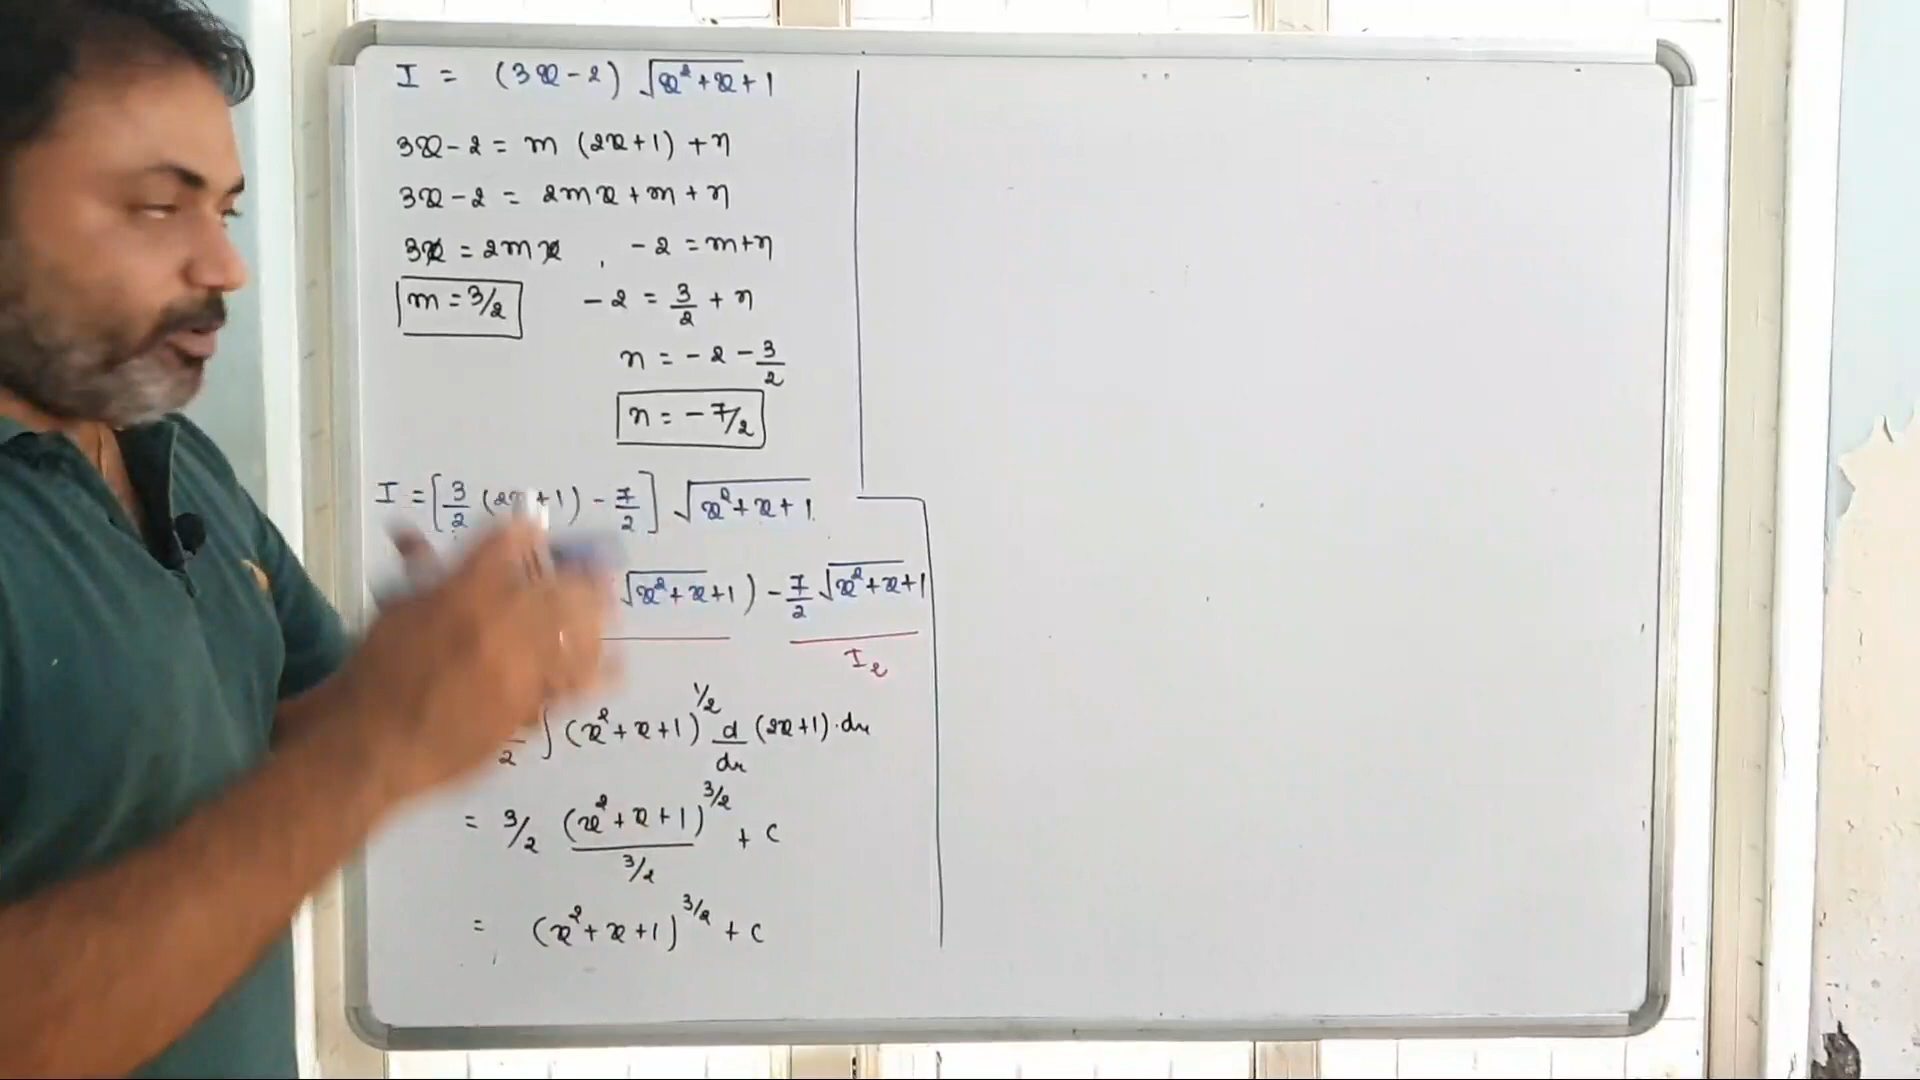 I = (3x-2) √x²+x+1
3x-2 = m (2x+1) + n
3x-2 = 2mx + m + n
3x = 2mx , -2 = m+n
m = 3/2 -2 = 3/2 + n
n = -2 - 3/2
n = -7/2
I = [3/2 (2x+1) - 7/2] √x²+x+1
√x²+x+1) - 7/2 √x²+x+1
I₂
2 ∫ (x²+x+1)^1/2 d/dx (2x+1)·dx
= 3/2 (x²+x+1)^3/2 / 3/2 + c
= (x²+x+1)^3/2 + c